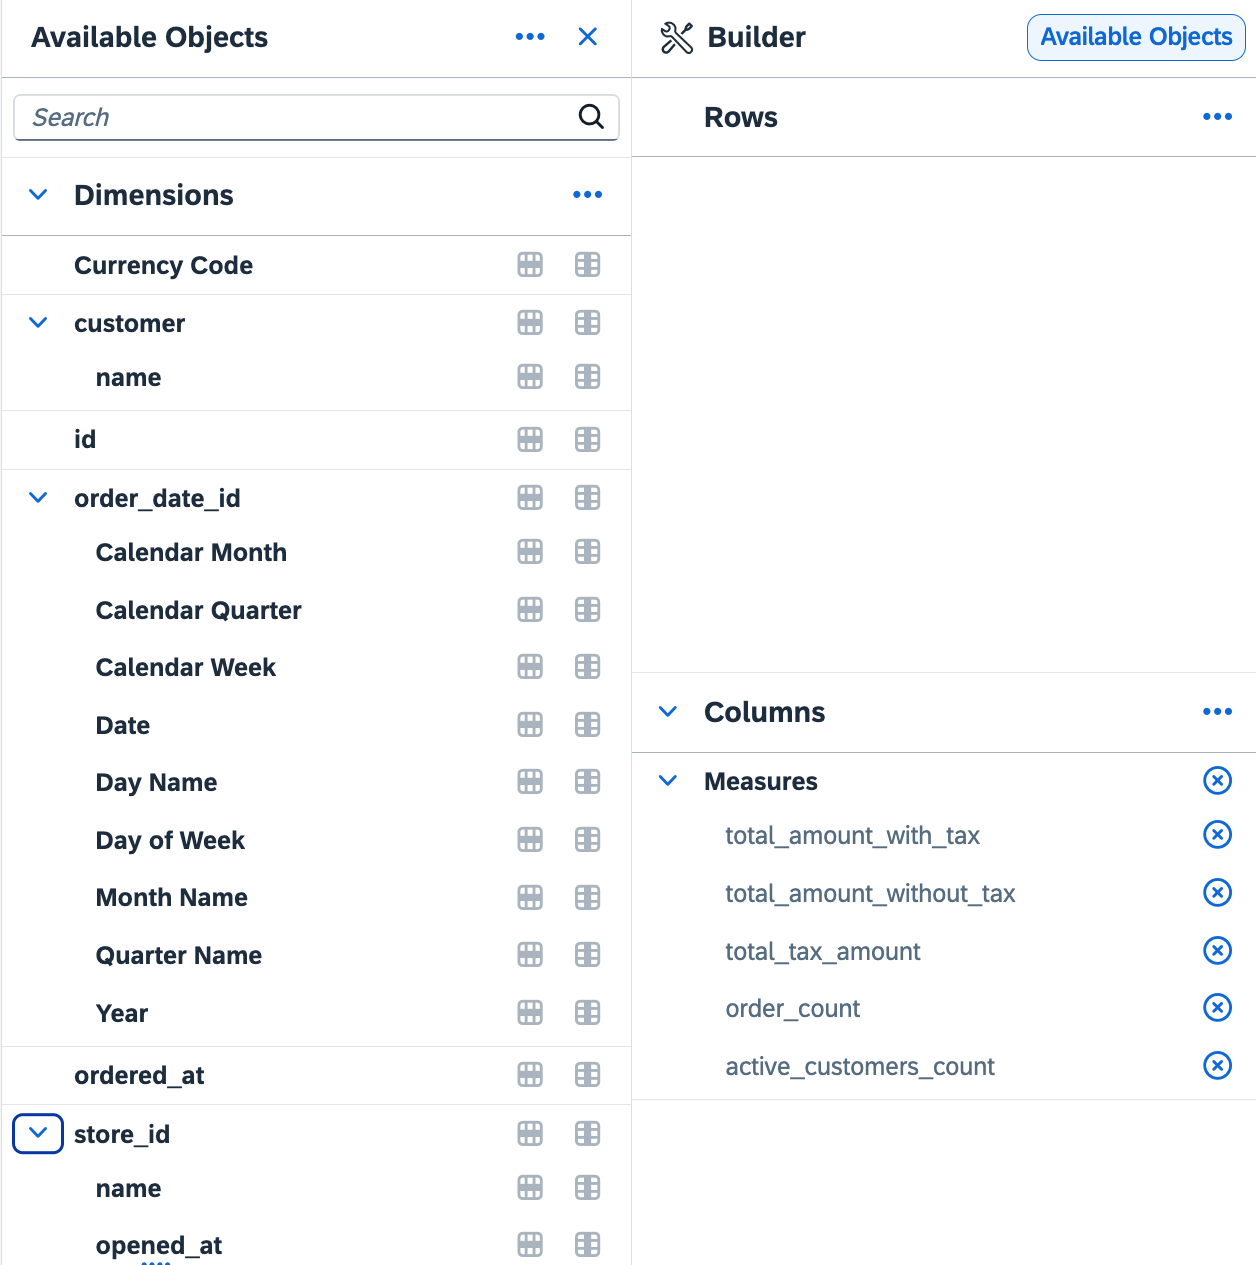 Available Objects
Search
Dimensions
Currency Code
customer
name
id
order_date_id
Calendar Month
Calendar Quarter
Calendar Week
Date
Day Name
Day of Week
Month Name
Quarter Name
Year
ordered_at
store_id
name
opened_at
Builder
Available Objects
Rows
Columns
Measures
total_amount_with_tax
total_amount_without_tax
total_tax_amount
order_count
active_customers_count